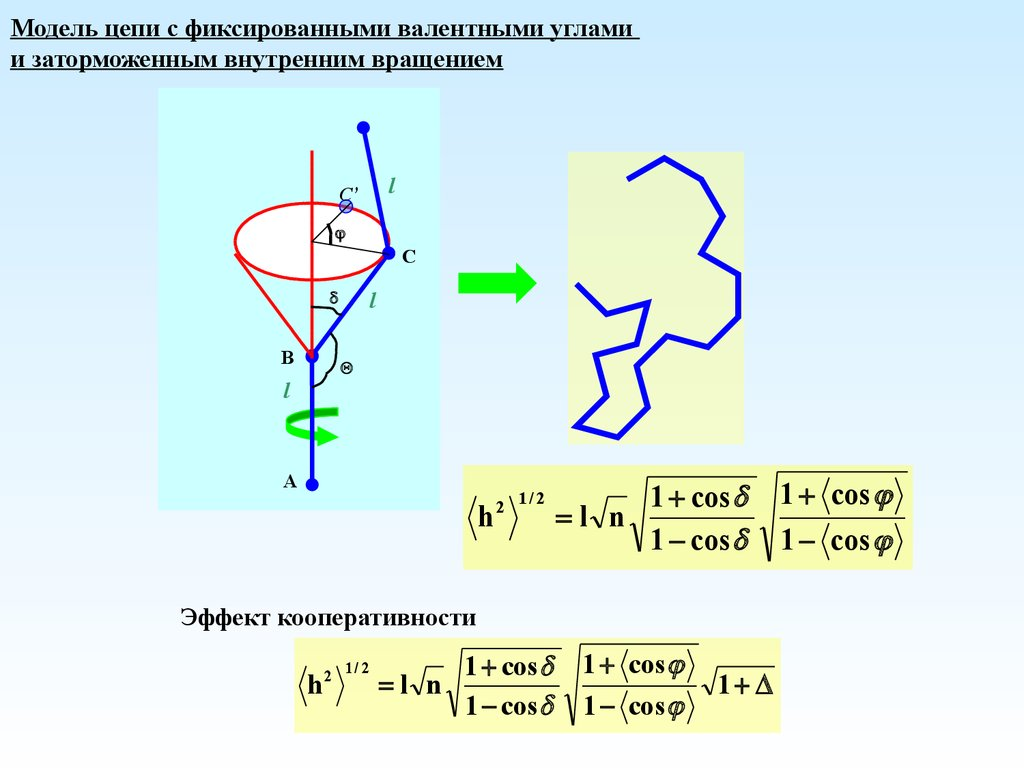 Модель цепи с фиксированными валентными углами
и заторможенным внутренним вращением
C’
l
φ
C
δ
l
B
Θ
l
A
⟨h²⟩^{1/2} = l √n √((1 + cos δ)/(1 − cos δ)) √((1 + ⟨cos φ⟩)/(1 − ⟨cos φ⟩))
Эффект кооперативности
⟨h²⟩^{1/2} = l √n √((1 + cos δ)/(1 − cos δ)) √((1 + ⟨cos φ⟩)/(1 − ⟨cos φ⟩)) √(1 + Δ)